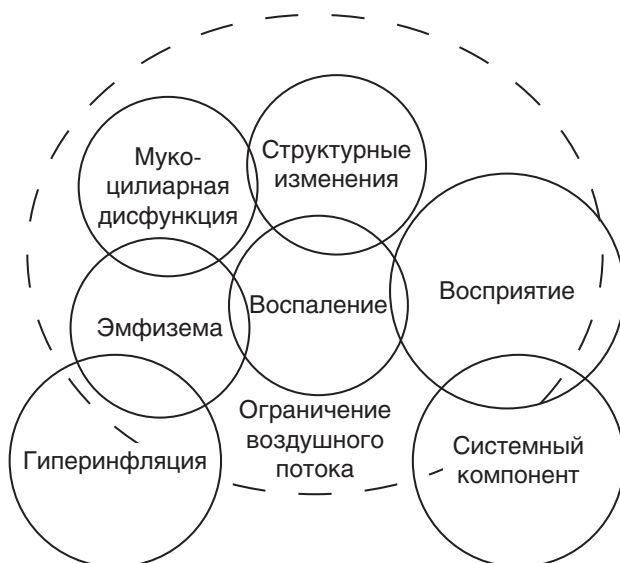 Муко-
цилиарная
дисфункция
Структурные
изменения
Эмфизема
Воспаление
Восприятие
Гиперинфляция
Ограничение
воздушного
потока
Системный
компонент